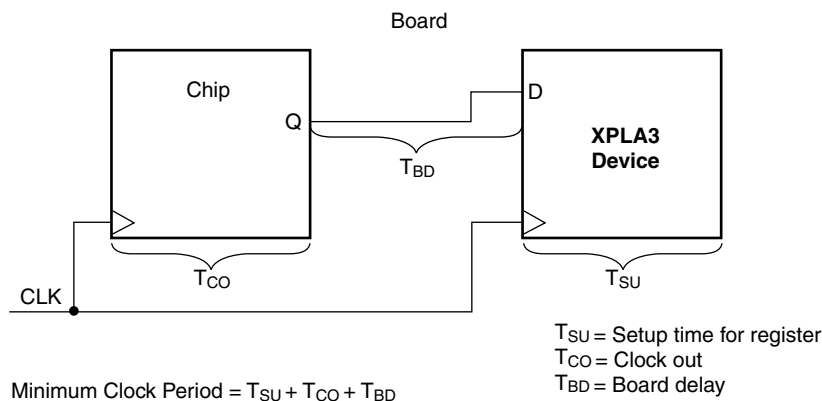 Board
Chip
Q
D
XPLA3
Device
TBD
TCO
TSU
CLK
TSU = Setup time for register
TCO = Clock out
TBD = Board delay
Minimum Clock Period = TSU + TCO + TBD